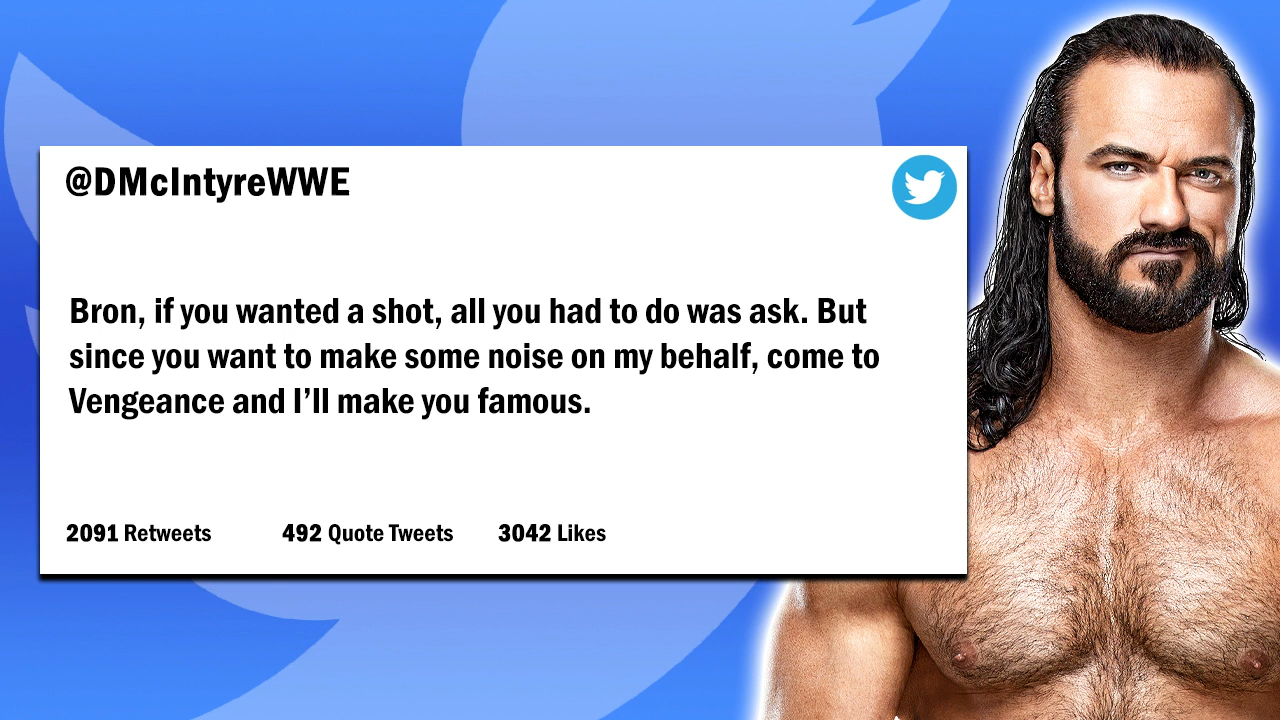 @DMcIntyreWWE
Bron, if you wanted a shot, all you had to do was ask. But
since you want to make some noise on my behalf, come to
Vengeance and I’ll make you famous.
2091 Retweets 492 Quote Tweets 3042 Likes